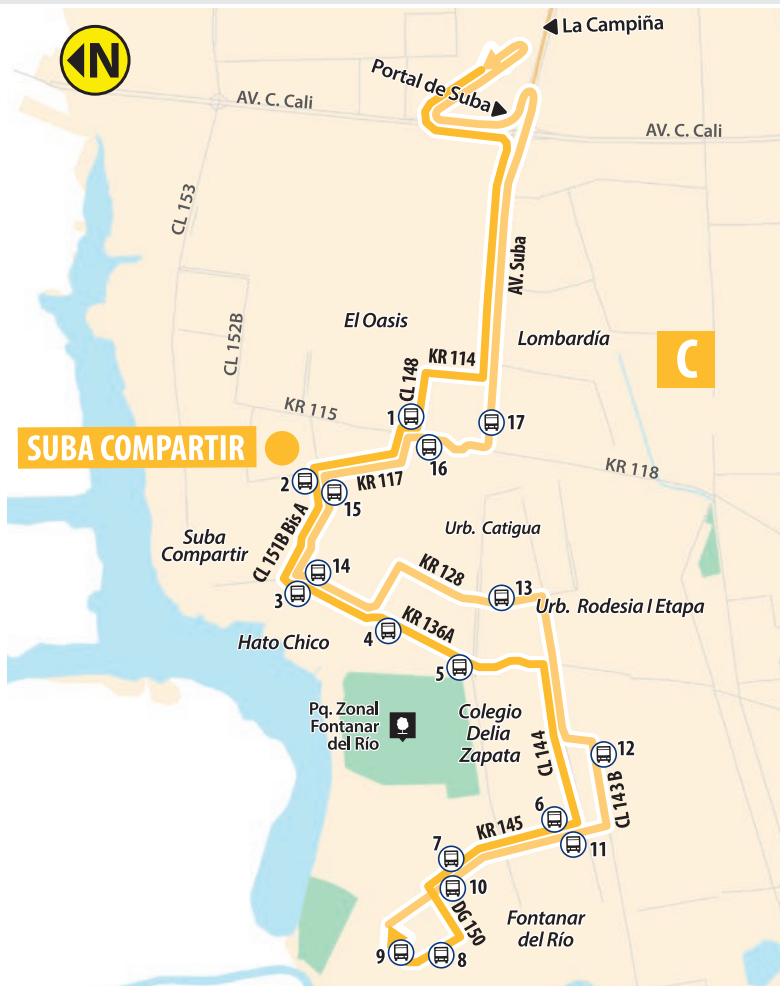 La Campiña
N
Portal de Suba
AV. C. Cali
AV. C. Cali
CL 153
AV. Suba
CL 152B
El Oasis
Lombardía
C
KR 114
CL 148
KR 115
1
17
SUBA COMPARTIR
16
KR 118
2
KR 117
15
Suba
Compartir
CL 151B Bis A
Urb. Catigua
14
KR 128
13
3
Urb. Rodesia I Etapa
4
KR 136A
Hato Chico
5
Pq. Zonal
Fontanar
del Río
Colegio
Delia
Zapata
CL 144
12
CL 143B
6
KR 145
7
11
10
DG 150
Fontanar
del Río
9
8